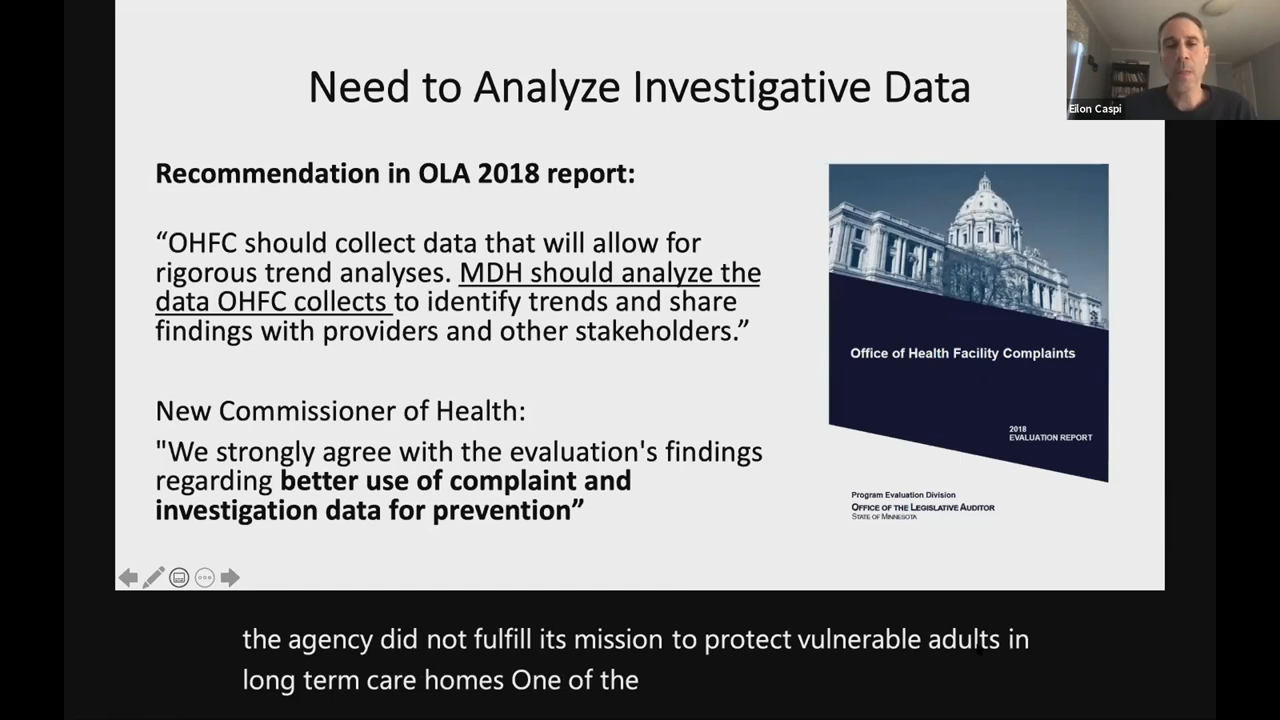 Need to Analyze Investigative Data
Eilon Caspi
Recommendation in OLA 2018 report:
“OHFC should collect data that will allow for
rigorous trend analyses. MDH should analyze the
data OHFC collects to identify trends and share
findings with providers and other stakeholders.”
New Commissioner of Health:
"We strongly agree with the evaluation's findings
regarding better use of complaint and
investigation data for prevention”
Office of Health Facility Complaints
2018
EVALUATION REPORT
Program Evaluation Division
OFFICE OF THE LEGISLATIVE AUDITOR
STATE OF MINNESOTA
the agency did not fulfill its mission to protect vulnerable adults in
long term care homes One of the